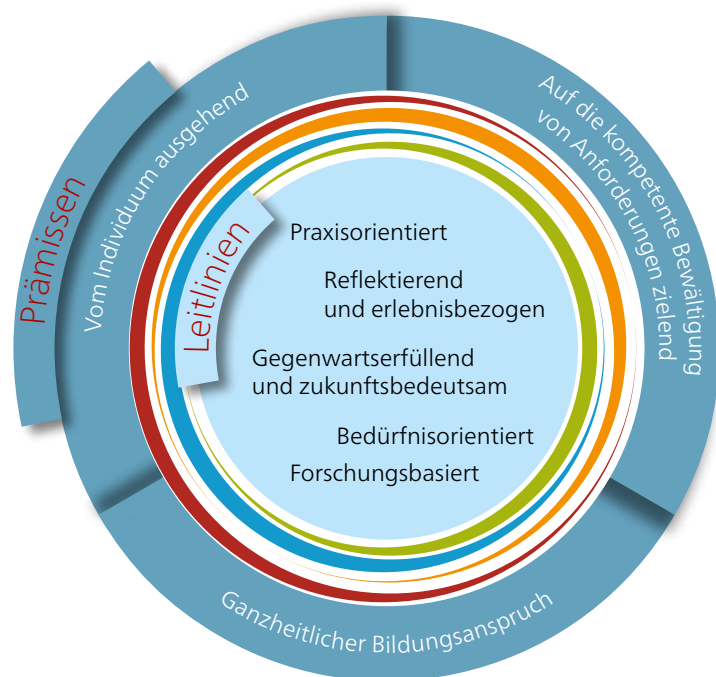 Prämissen
Vom Individuum ausgehend
Auf die kompetente Bewältigung
von Anforderungen zielend
Ganzheitlicher Bildungsanspruch
Leitlinien
Praxisorientiert
Reflektierend
und erlebnisbezogen
Gegenwartserfüllend
und zukunftsbedeutsam
Bedürfnisorientiert
Forschungsbasiert